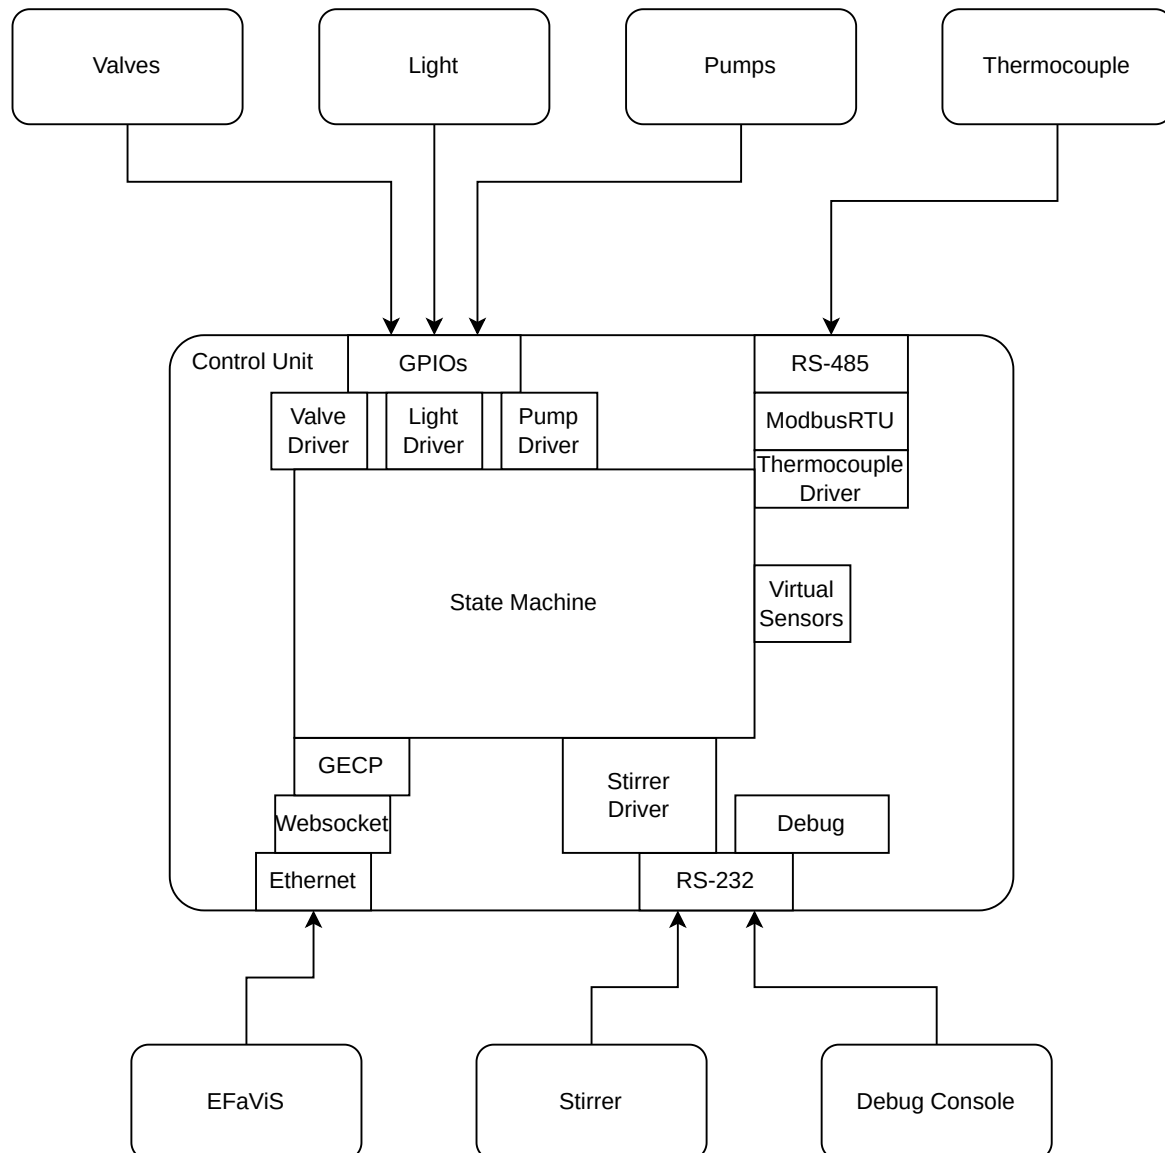 Valves
Light
Pumps
Thermocouple
Control Unit
GPIOs
RS-485
Valve
Driver
Light
Driver
Pump
Driver
ModbusRTU
Thermocouple
Driver
State Machine
Virtual
Sensors
GECP
Stirrer
Driver
Websocket
Debug
Ethernet
RS-232
EFaViS
Stirrer
Debug Console